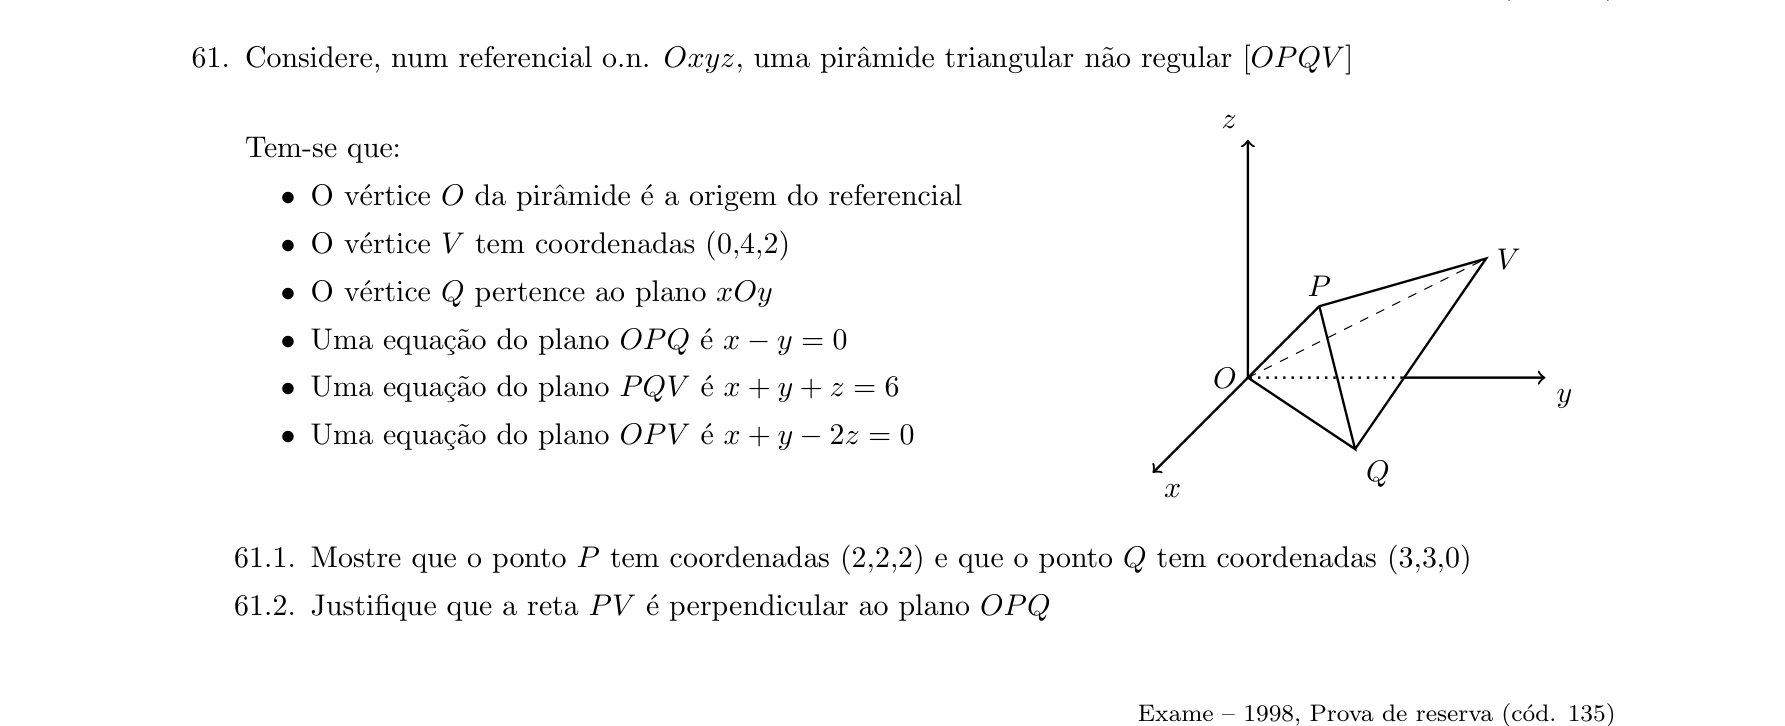 61. Considere, num referencial o.n. Oxyz, uma pirâmide triangular não regular [OPQV]
Tem-se que:
• O vértice O da pirâmide é a origem do referencial
• O vértice V tem coordenadas (0,4,2)
• O vértice Q pertence ao plano xOy
• Uma equação do plano OPQ é x − y = 0
• Uma equação do plano PQV é x + y + z = 6
• Uma equação do plano OPV é x + y − 2z = 0
z
V
P
O
y
Q
x
61.1. Mostre que o ponto P tem coordenadas (2,2,2) e que o ponto Q tem coordenadas (3,3,0)
61.2. Justifique que a reta PV é perpendicular ao plano OPQ
Exame – 1998, Prova de reserva (cód. 135)